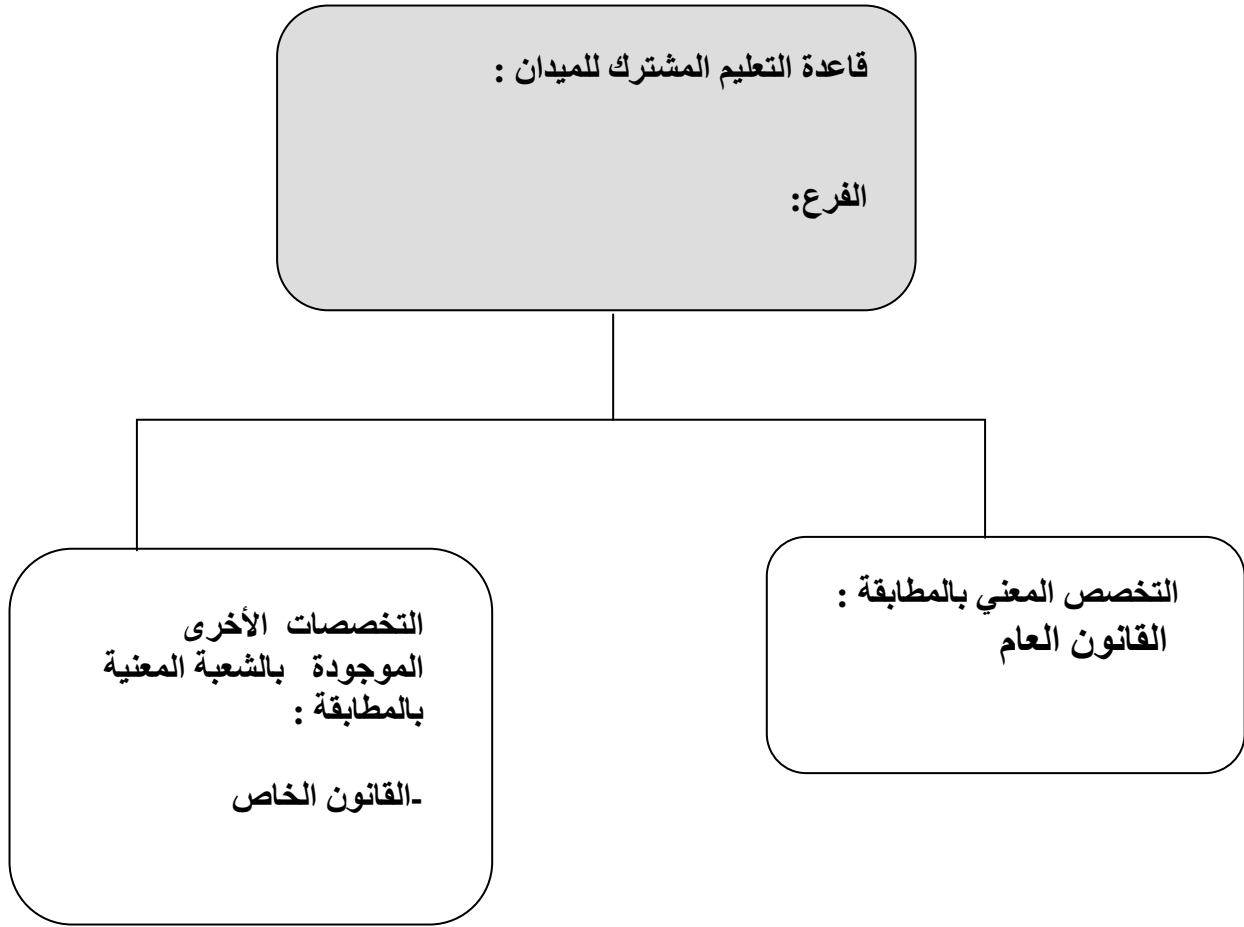 قاعدة التعليم المشترك للميدان :
الفرع:
التخصص المعني بالمطابقة :
القانون العام
التخصصات الأخرى
الموجودة بالشعبة المعنية
بالمطابقة :
-القانون الخاص